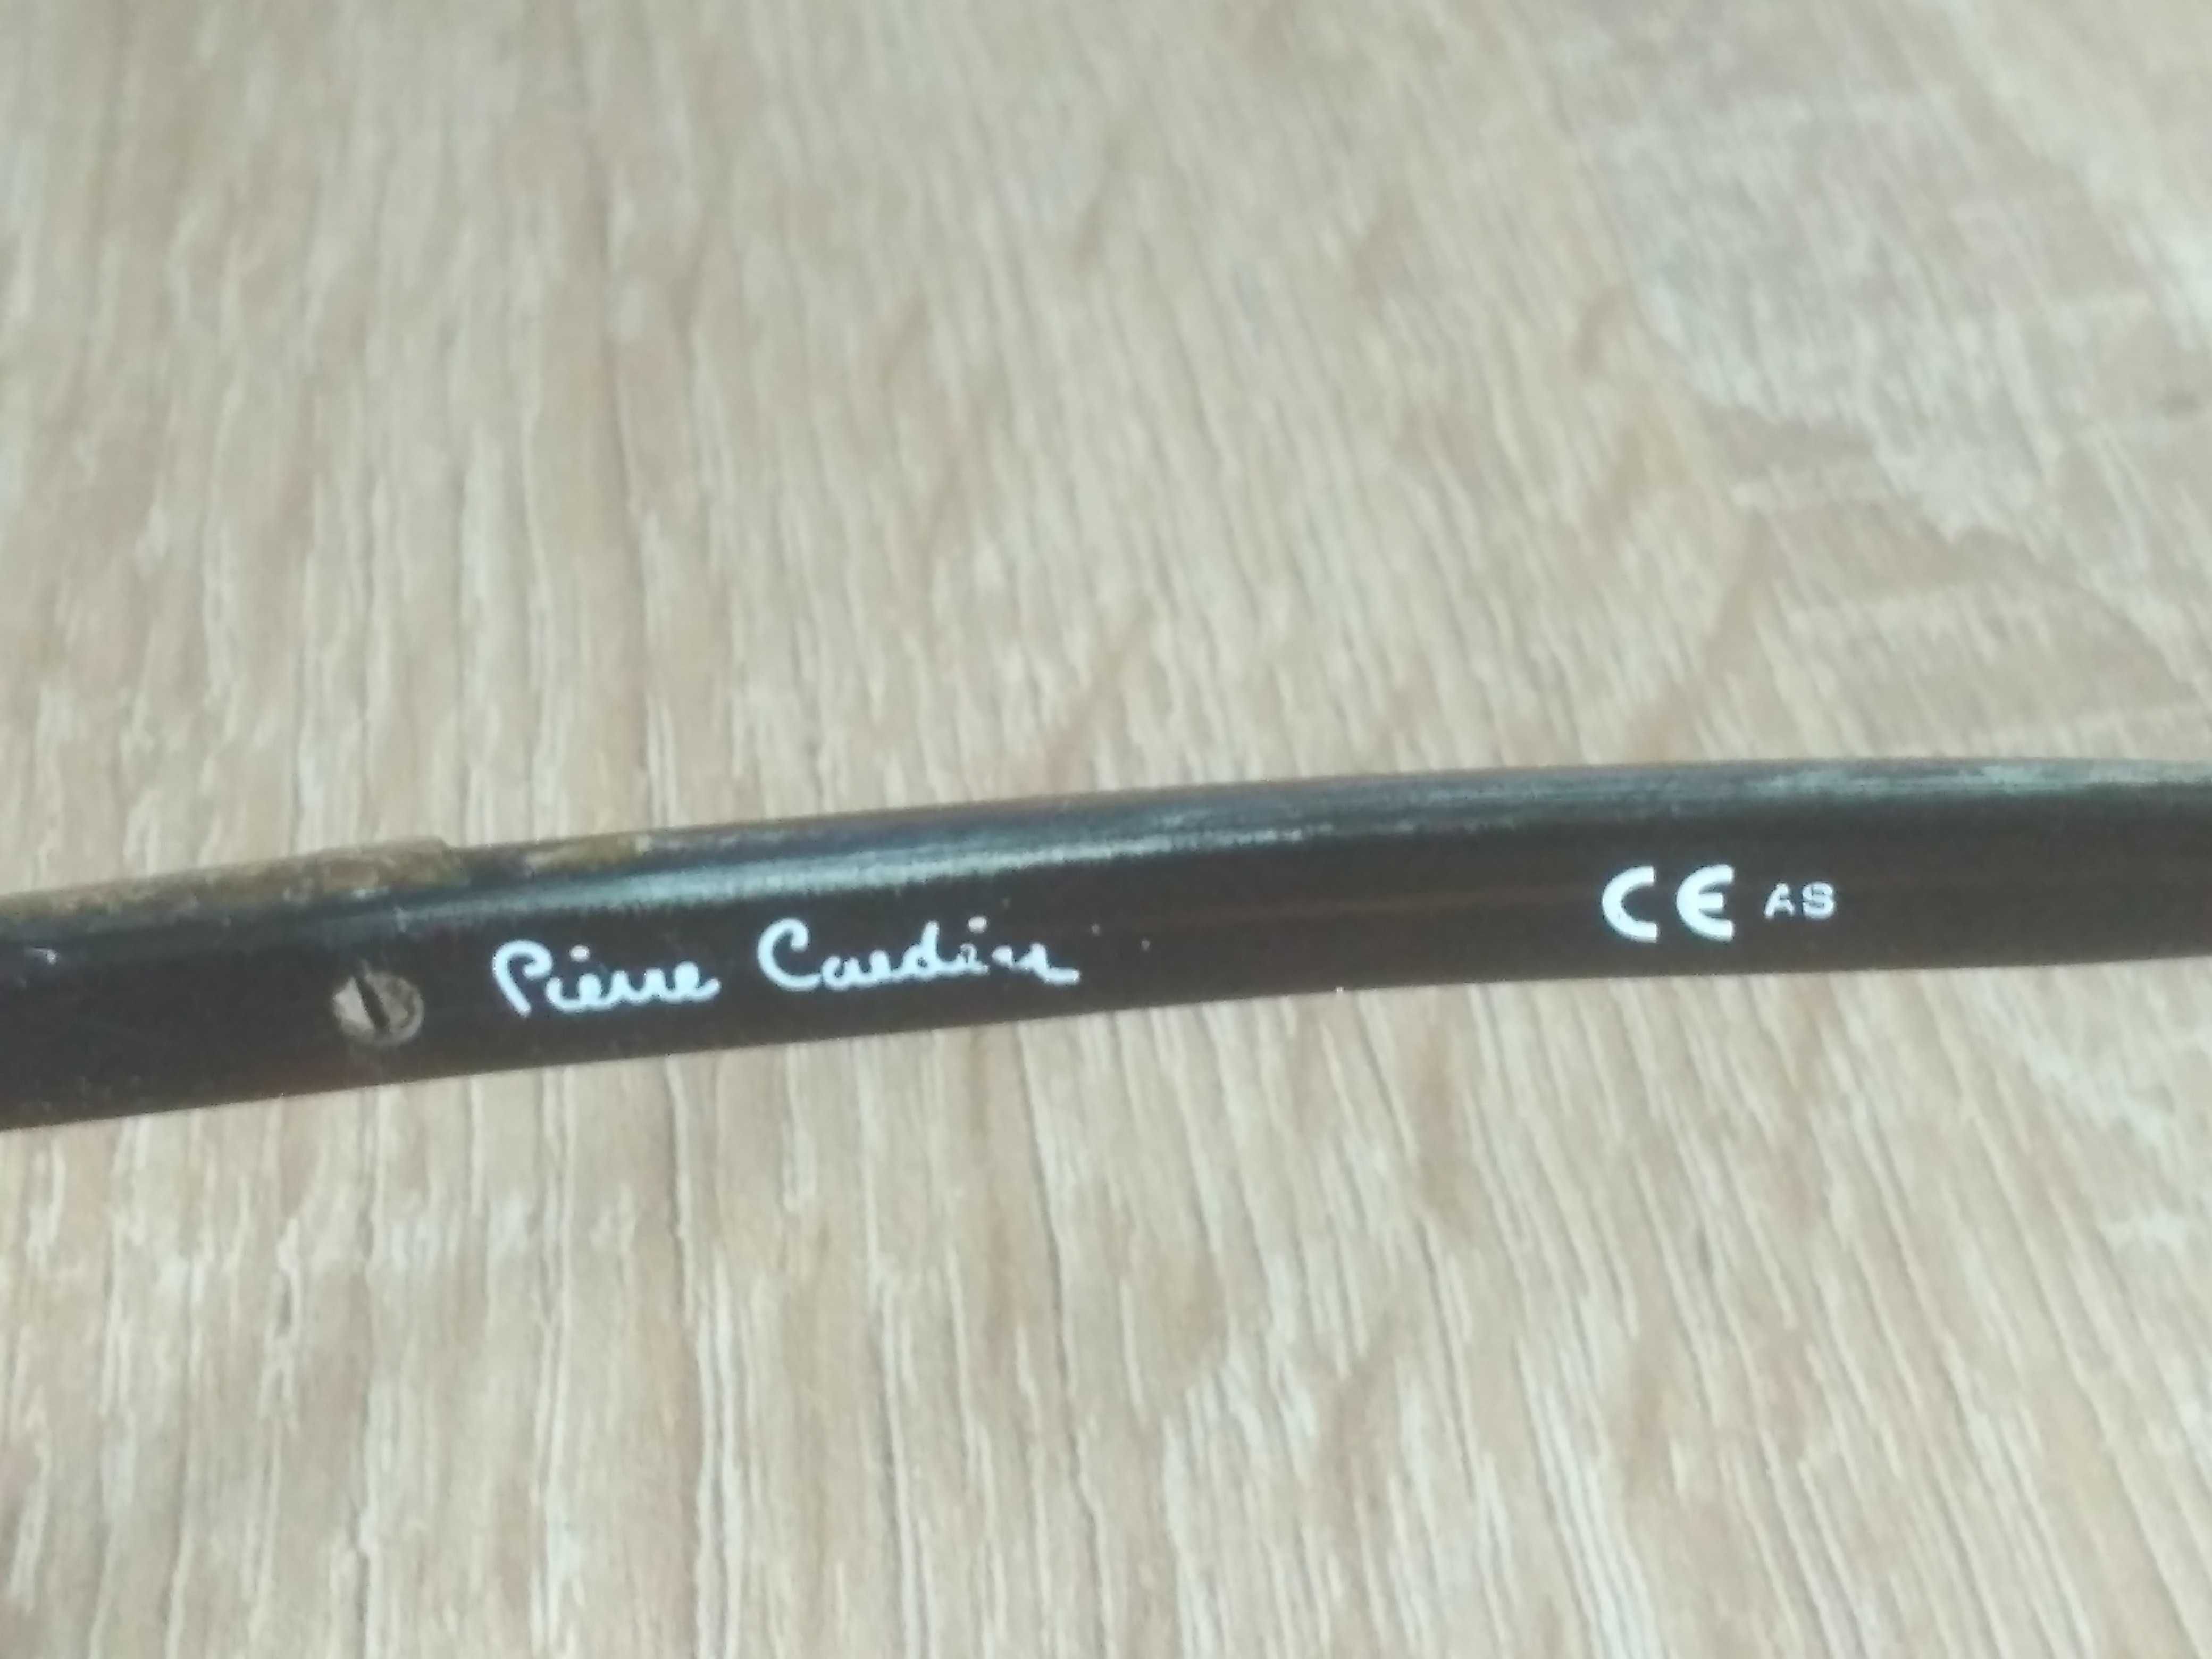 Pierre Cardin CE AS